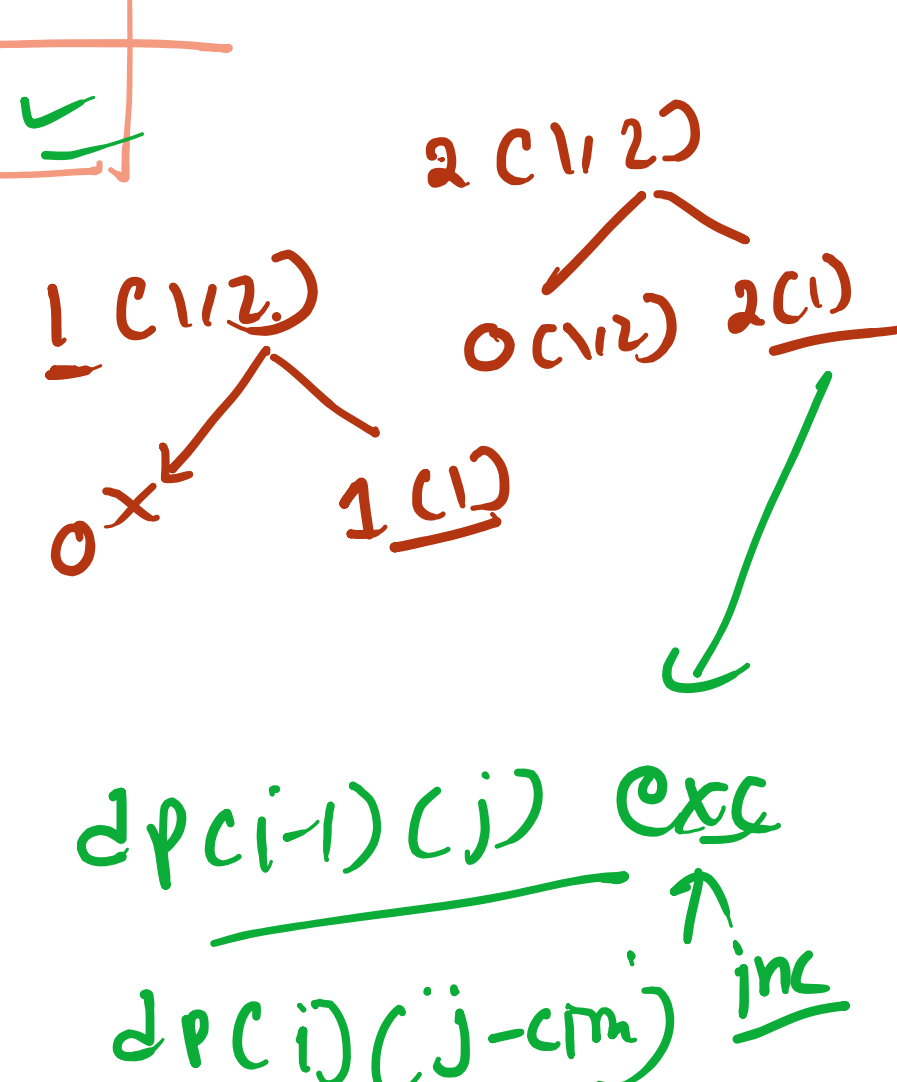 2 (1,2)
1 (1,2)
0 (1,2) 2(1)
0 x 1 (1)
dp(i-1)(j) exc
inc
dp(i)(j-cim)